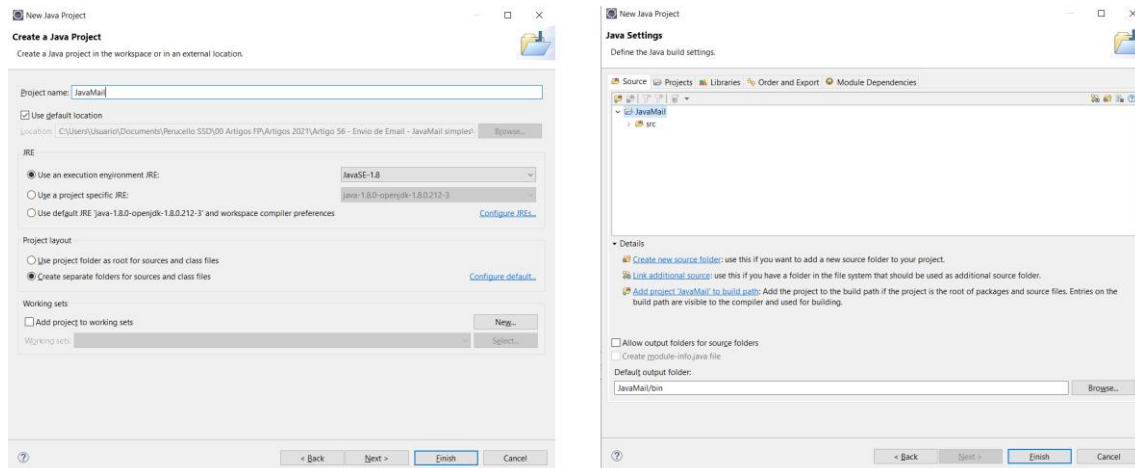 New Java Project
Create a Java Project
Create a Java project in the workspace or in an external location.
Project name: JavaMail
Use default location
Location: C:\Users\Usuario\Documents\Perucello SSD\00 Artigos FP\Artigos 2021\Artigo 56 - Envio de Email - JavaMail simples\ Browse...
JRE
Use an execution environment JRE: JavaSE-1.8
Use a project specific JRE: java-1.8.0-openjdk-1.8.0.212-3
Use default JRE 'java-1.8.0-openjdk-1.8.0.212-3' and workspace compiler preferences Configure JREs...
Project layout
Use project folder as root for sources and class files
Create separate folders for sources and class files Configure default...
Working sets
Add project to working sets New...
Working sets: Select...
< Back Next > Finish Cancel
New Java Project
Java Settings
Define the Java build settings.
Source Projects Libraries Order and Export Module Dependencies
JavaMail
src
Details
Create new source folder: use this if you want to add a new source folder to your project.
Link additional source: use this if you have a folder in the file system that should be used as additional source folder.
Add project 'JavaMail' to build path: Add the project to the build path if the project is the root of packages and source files. Entries on the
build path are visible to the compiler and used for building.
Allow output folders for source folders
Create module-info.java file
Default output folder:
JavaMail/bin Browse...
< Back Next > Finish Cancel